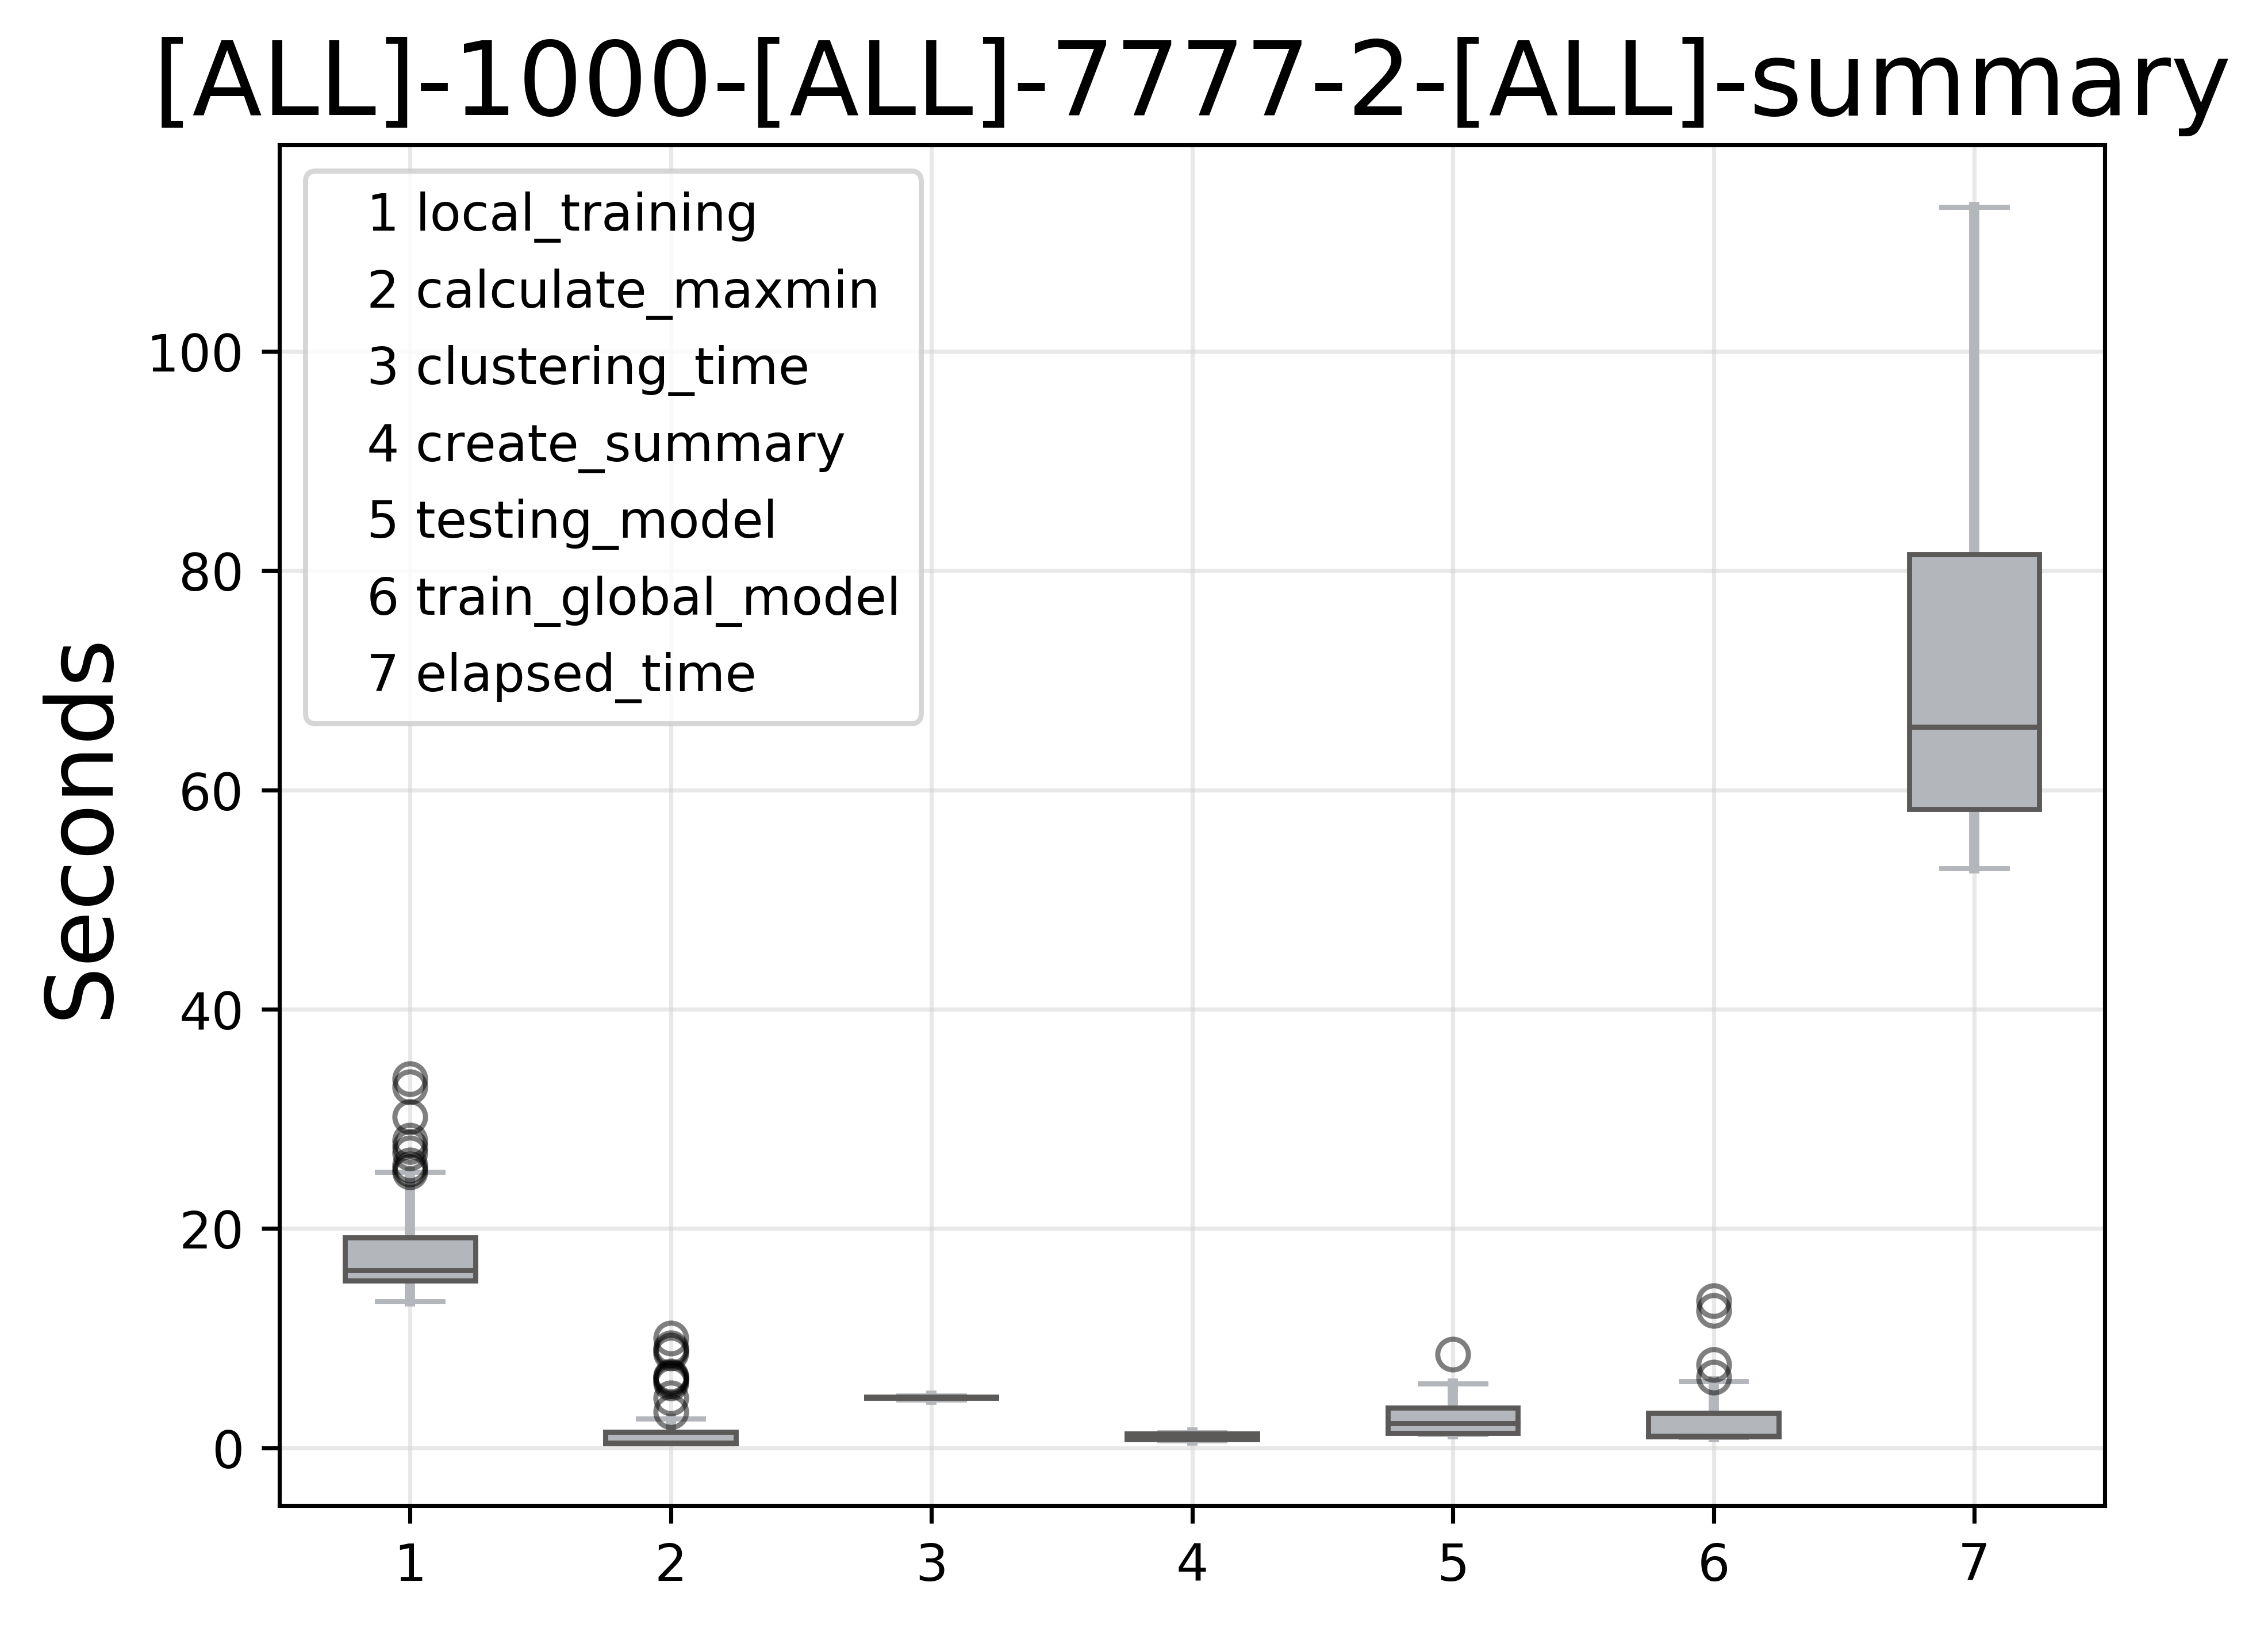 [ALL]-1000-[ALL]-7777-2-[ALL]-summary
1 local_training
2 calculate_maxmin
3 clustering_time
4 create_summary
5 testing_model
6 train_global_model
7 elapsed_time
Seconds
100
80
60
40
20
0
1 2 3 4 5 6 7